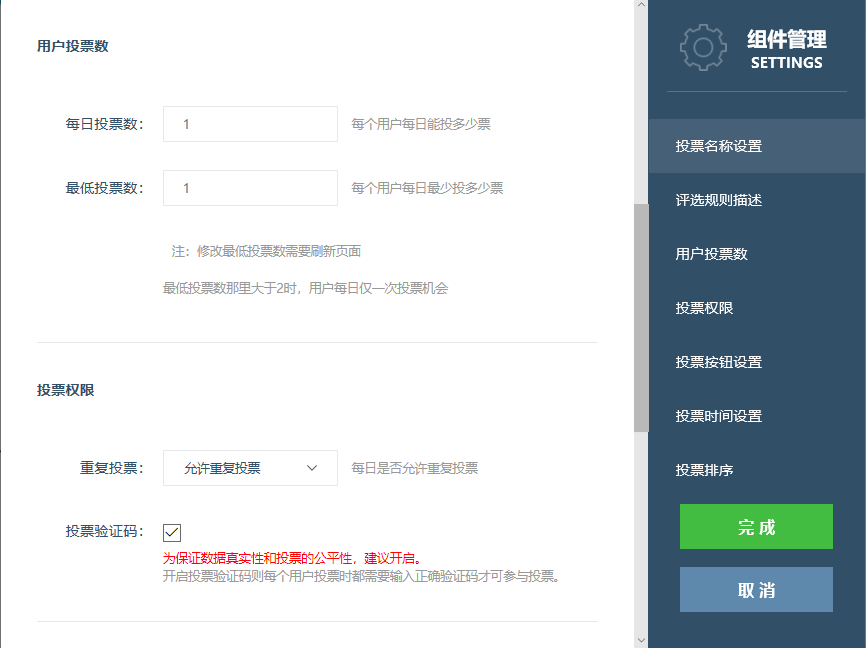 用户投票数
每日投票数： 1 每个用户每日能投多少票
最低投票数： 1 每个用户每日最少投多少票
注：修改最低投票数需要刷新页面
最低投票数那里大于2时，用户每日仅一次投票机会
投票权限
重复投票： 允许重复投票 每日是否允许重复投票
投票验证码：
为保证数据真实性和投票的公平性，建议开启。
开启投票验证码则每个用户投票时都需要输入正确验证码才可参与投票。
组件管理
SETTINGS
投票名称设置
评选规则描述
用户投票数
投票权限
投票按钮设置
投票时间设置
投票排序
完成
取消